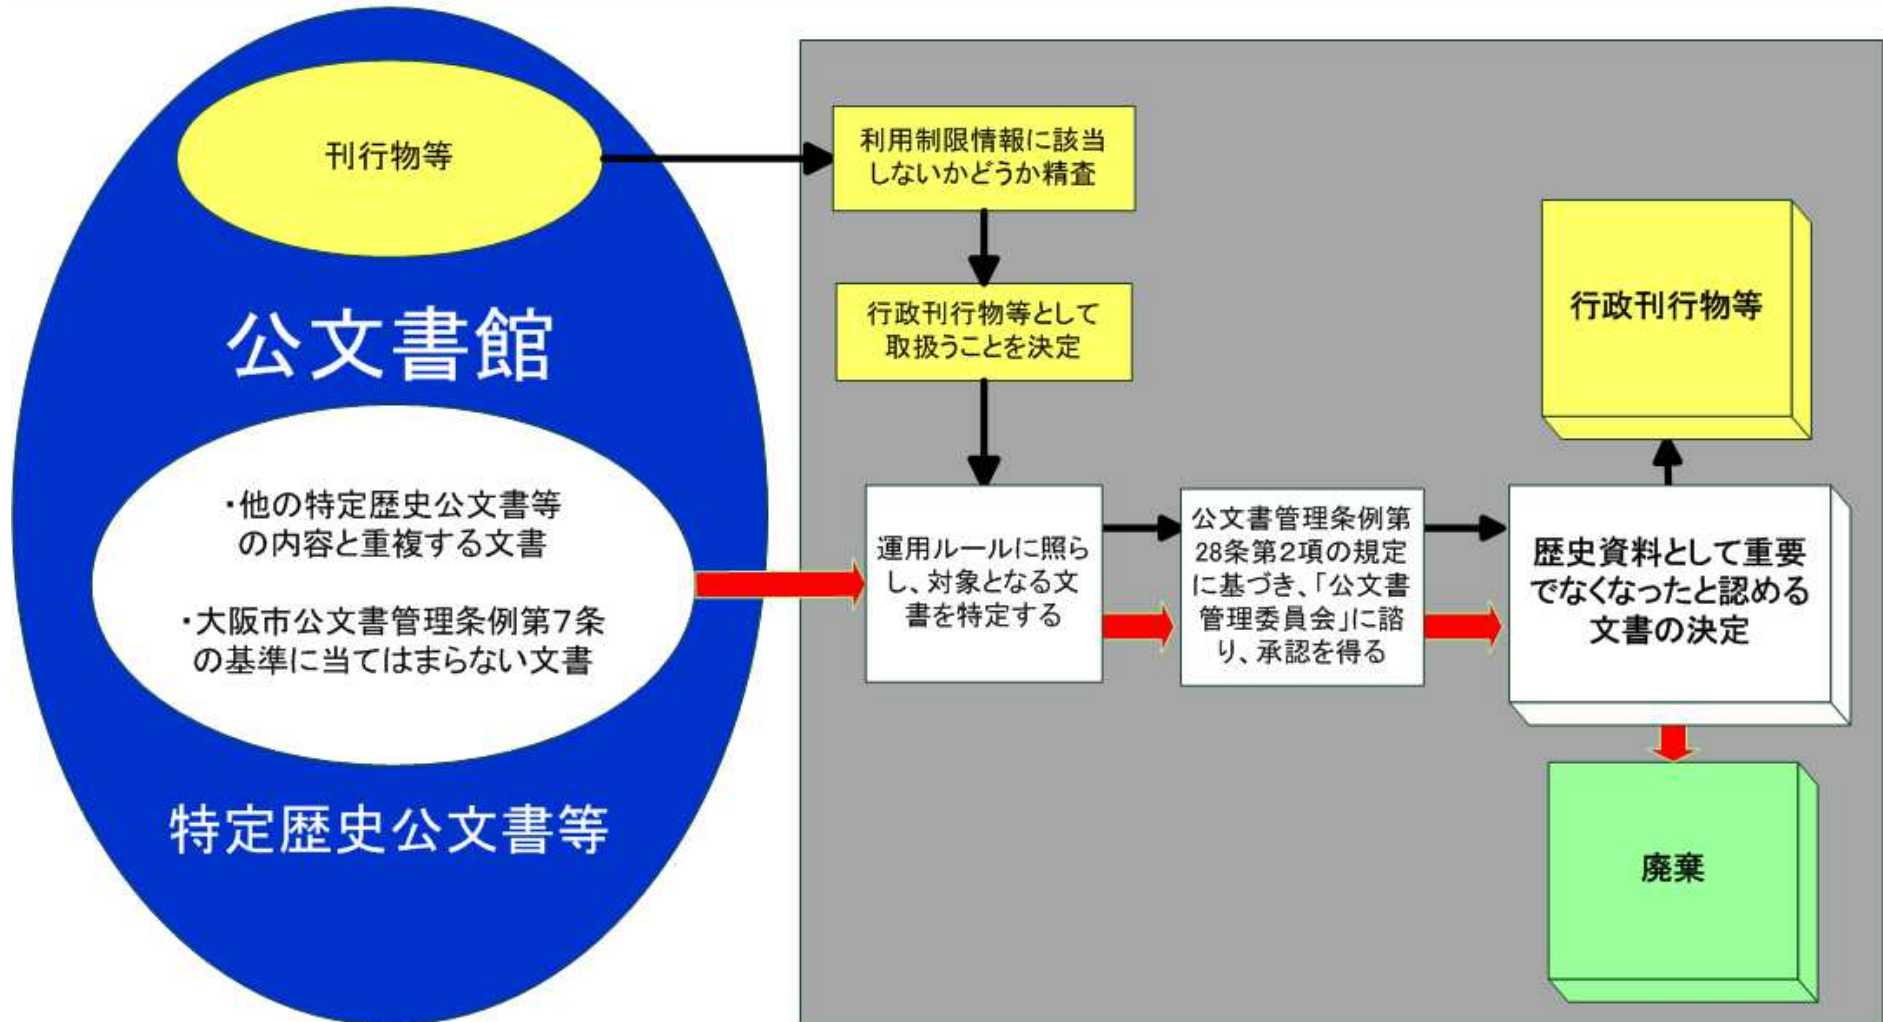 刊行物等
公文書館
・他の特定歴史公文書等
の内容と重複する文書
・大阪市公文書管理条例第7条
の基準に当てはまらない文書
特定歴史公文書等
利用制限情報に該当
しないかどうか精査
行政刊行物等として
取扱うことを決定
運用ルールに照ら
し、対象となる文
書を特定する
公文書管理条例第
28条第2項の規定
に基づき、「公文書
管理委員会」に諮
り、承認を得る
歴史資料として重要
でなくなったと認める
文書の決定
行政刊行物等
廃棄